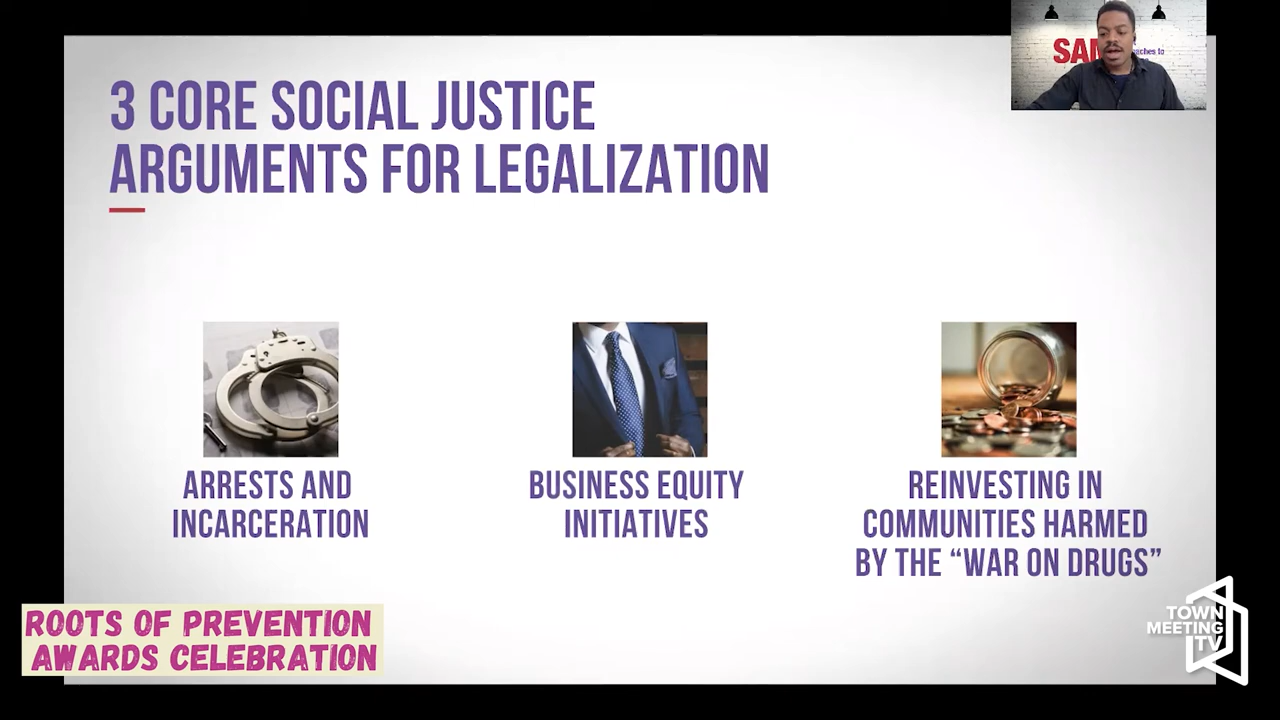 3 CORE SOCIAL JUSTICE
ARGUMENTS FOR LEGALIZATION
ARRESTS AND
INCARCERATION
BUSINESS EQUITY
INITIATIVES
REINVESTING IN
COMMUNITIES HARMED
BY THE “WAR ON DRUGS”
ROOTS OF PREVENTION
AWARDS CELEBRATION
TOWN
MEETING
TV